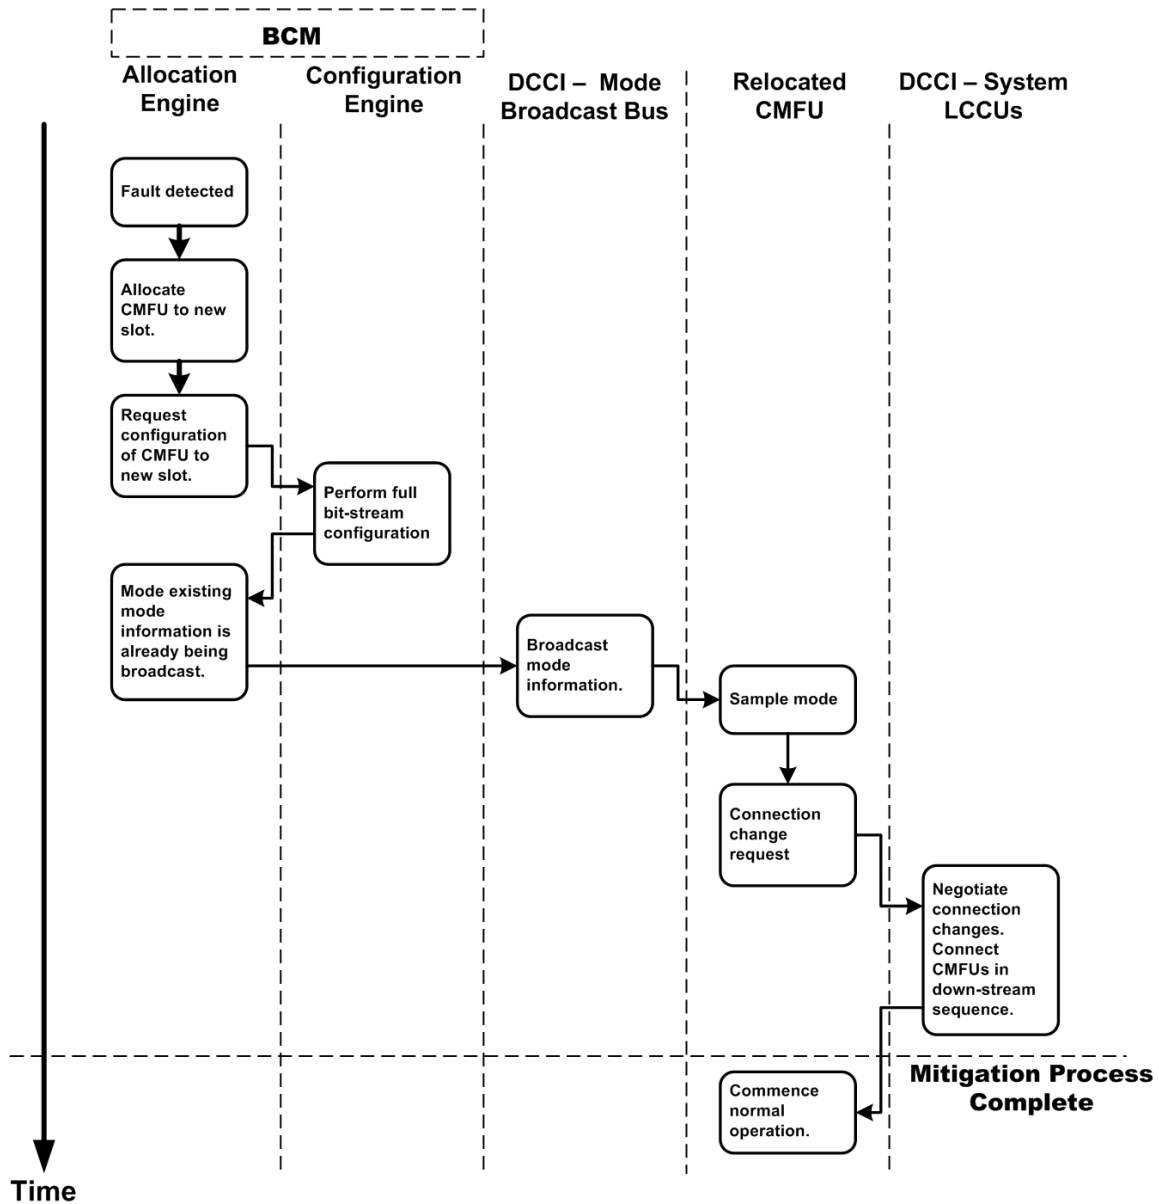 BCM
Allocation
Engine
Configuration
Engine
DCCI – Mode
Broadcast Bus
Relocated
CMFU
DCCI – System
LCCUs
Fault detected
Allocate
CMFU to new
slot.
Request
configuration
of CMFU to
new slot.
Perform full
bit-stream
configuration
Mode existing
mode
information is
already being
broadcast.
Broadcast
mode
information.
Sample mode
Connection
change
request
Negotiate
connection
changes.
Connect
CMFUs in
down-stream
sequence.
Mitigation Process
Complete
Commence
normal
operation.
Time